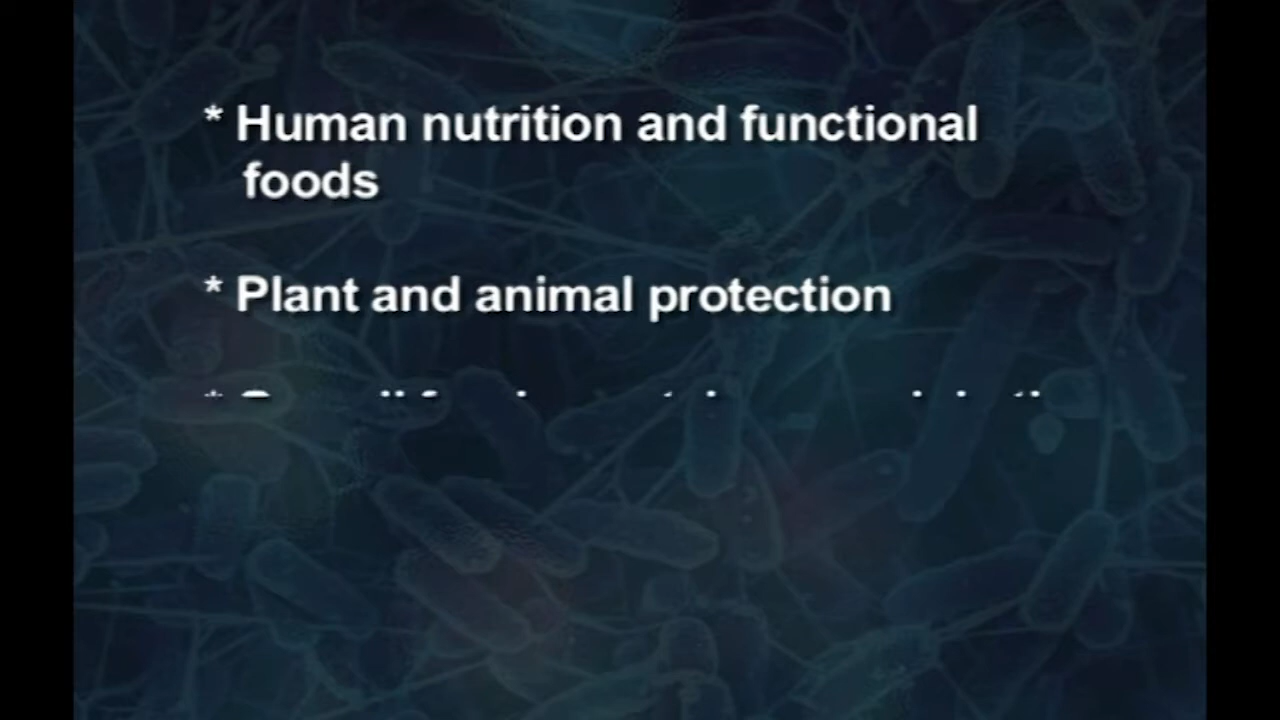 * Human nutrition and functional
foods
* Plant and animal protection